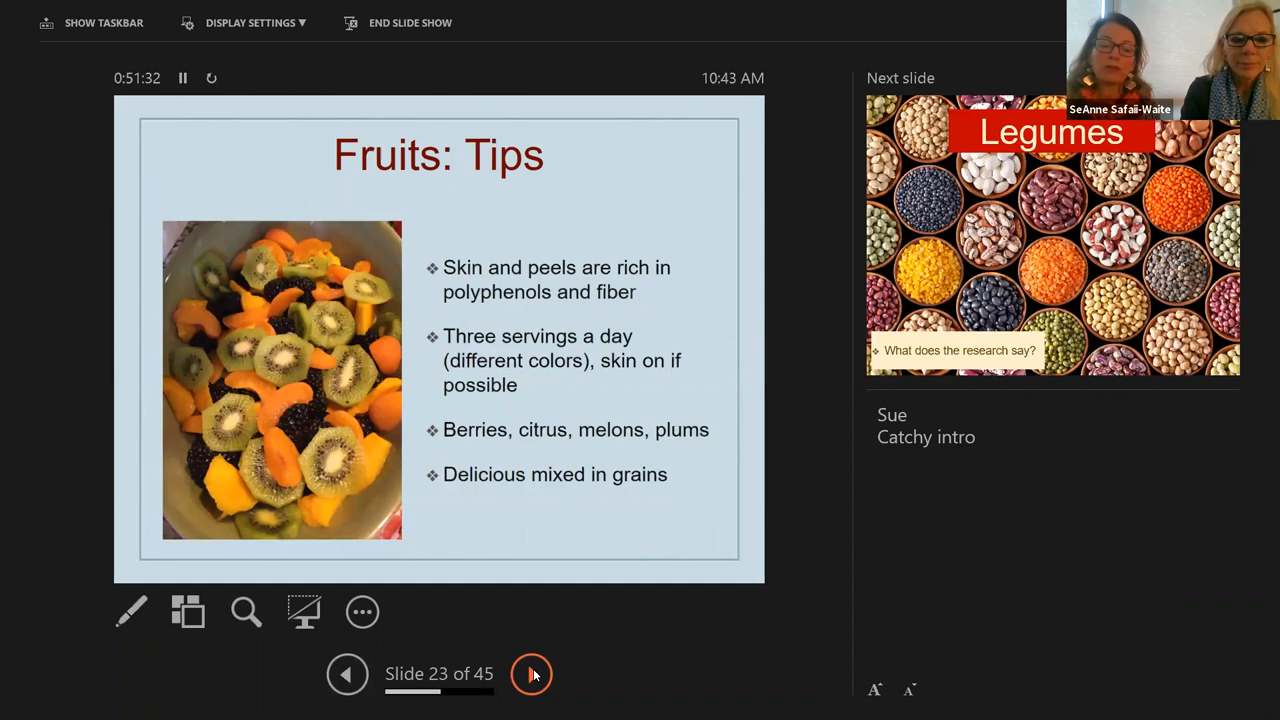 SHOW TASKBAR
DISPLAY SETTINGS ▼
END SLIDE SHOW
0:51:32
10:43 AM
Fruits: Tips
❖ Skin and peels are rich in
polyphenols and fiber
❖ Three servings a day
(different colors), skin on if
possible
❖ Berries, citrus, melons, plums
❖ Delicious mixed in grains
Slide 23 of 45
Next slide
SeAnne Safaii-Waite
Legumes
❖ What does the research say?
Sue
Catchy intro
A A